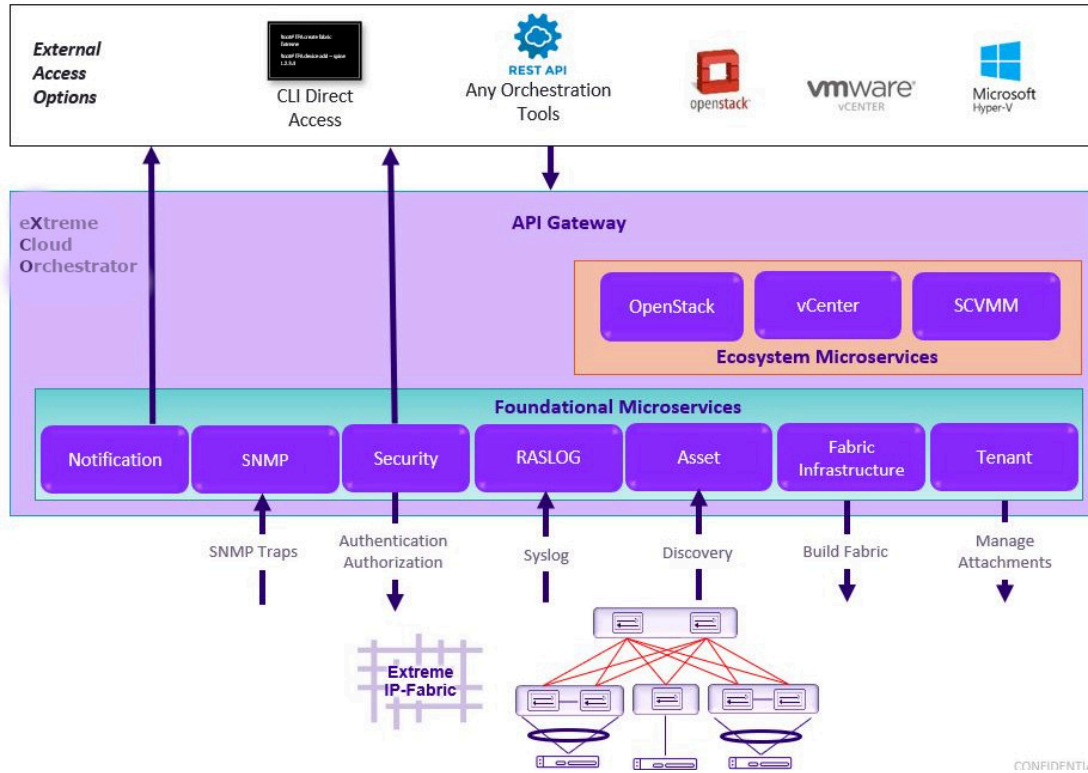 External
Access
Options
CLI Direct
Access
REST API
Any Orchestration
Tools
openstack
vmware
vCENTER
Microsoft
Hyper-V
eXtreme
Cloud
Orchestrator
API Gateway
OpenStack
vCenter
SCVMM
Ecosystem Microservices
Foundational Microservices
Notification
SNMP
Security
RASLOG
Asset
Fabric
Infrastructure
Tenant
SNMP Traps
Authentication
Authorization
Syslog
Discovery
Build Fabric
Manage
Attachments
Extreme
IP-Fabric